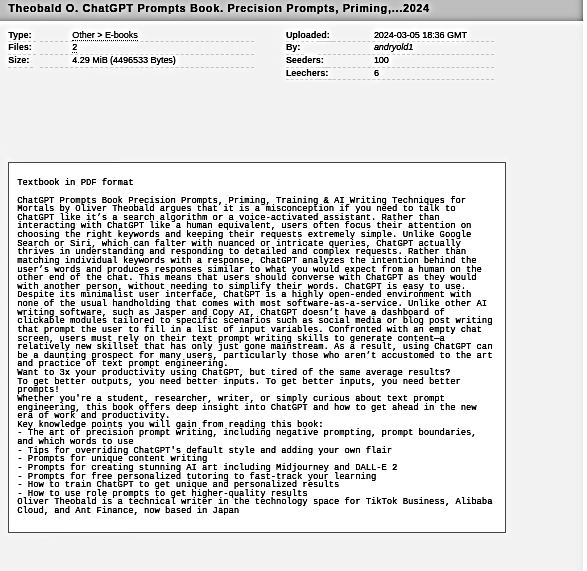 Theobald O. ChatGPT Prompts Book. Precision Prompts, Priming,...2024
Type: Other > E-books Uploaded: 2024-03-05 18:36 GMT
Files: 2 By: andryold1
Size: 4.29 MiB (4496533 Bytes) Seeders: 100
Leechers: 6
Textbook in PDF format
ChatGPT Prompts Book Precision Prompts, Priming, Training & AI Writing Techniques for
Mortals by Oliver Theobald argues that it is a misconception if you need to talk to
ChatGPT like it’s a search algorithm or a voice-activated assistant. Rather than
interacting with ChatGPT like a human equivalent, users often focus their attention on
choosing the right keywords and keeping their requests extremely simple. Unlike Google
Search or Siri, which can falter with nuanced or intricate queries, ChatGPT actually
thrives in understanding and responding to detailed and complex requests. Rather than
matching individual keywords with a response, ChatGPT analyzes the intention behind the
user’s words and produces responses similar to what you would expect from a human on the
other end of the chat. This means that users should converse with ChatGPT as they would
with another person, without needing to simplify their words. ChatGPT is easy to use.
Despite its minimalist user interface, ChatGPT is a highly open-ended environment with
none of the usual handholding that comes with most software-as-a-service. Unlike other AI
writing software, such as Jasper and Copy AI, ChatGPT doesn’t have a dashboard of
clickable modules tailored to specific scenarios such as social media or blog post writing
that prompt the user to fill in a list of input variables. Confronted with an empty chat
screen, users must rely on their text prompt writing skills to generate content—a
relatively new skillset that has only just gone mainstream. As a result, using ChatGPT can
be a daunting prospect for many users, particularly those who aren’t accustomed to the art
and practice of text prompt engineering.
Want to 3x your productivity using ChatGPT, but tired of the same average results?
To get better outputs, you need better inputs. To get better inputs, you need better
prompts!
Whether you're a student, researcher, writer, or simply curious about text prompt
engineering, this book offers deep insight into ChatGPT and how to get ahead in the new
era of work and productivity.
Key knowledge points you will gain from reading this book:
- The art of precision prompt writing, including negative prompting, prompt boundaries,
and which words to use
- Tips for overriding ChatGPT's default style and adding your own flair
- Prompts for unique content writing
- Prompts for creating stunning AI art including Midjourney and DALL-E 2
- Prompts for free personalized tutoring to fast-track your learning
- How to train ChatGPT to get unique and personalized results
- How to use role prompts to get higher-quality results
Oliver Theobald is a technical writer in the technology space for TikTok Business, Alibaba
Cloud, and Ant Finance, now based in Japan